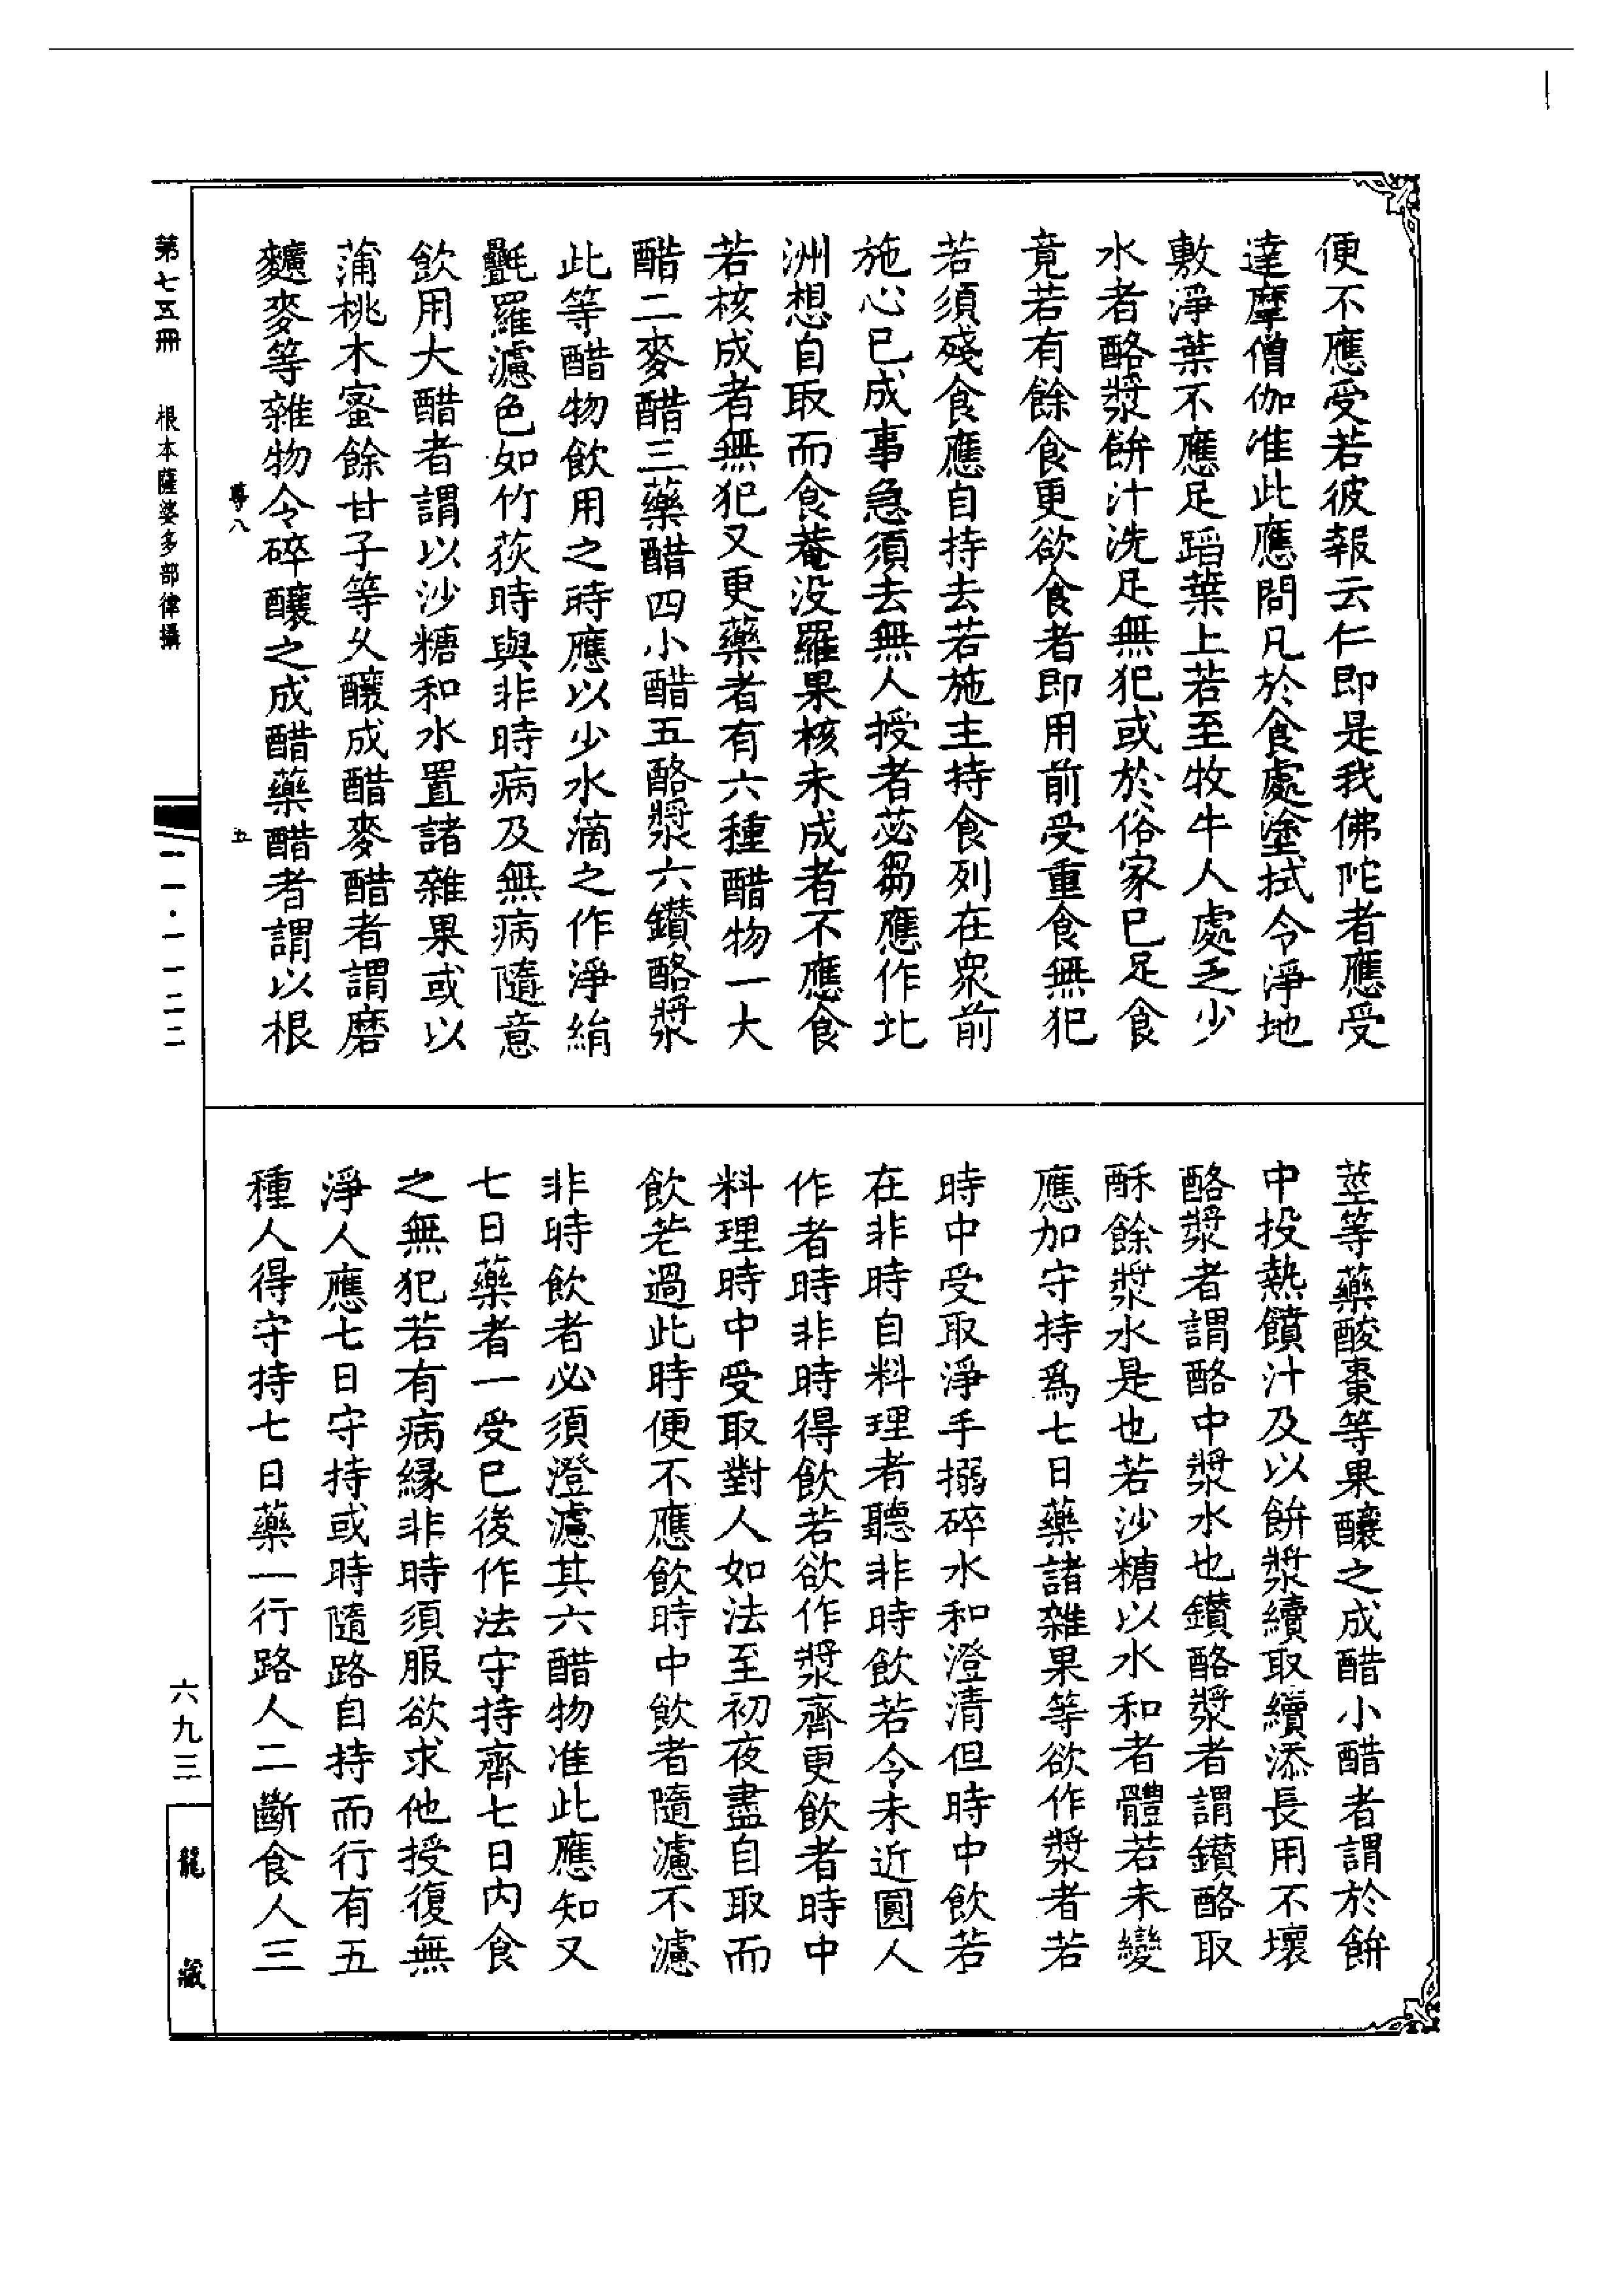 便不應受若彼報云仁即是我佛陀者應受
達摩僧伽准此應問凡於食處塗拭令淨地
敷淨葉不應足蹈葉上若至牧牛人處乏少
水者酪漿餅汁洗足無犯或於俗家已足食
竟若有餘食更欲食者即用前受重食無犯
若須殘食應自持去若施主持食列在衆前
施心已成事急須去無人授者苾芻應作北
洲想自取而食菴没羅果核未成者不應食
若核成者無犯又更藥者有六種醋物一大
醋二麥醋三藥醋四小醋五酪漿六鑽酪漿
此等醋物飲用之時應以少水滴之作淨絹
㲲羅濾色如竹荻時與非時病及無病隨意
飲用大醋者謂以沙糖和水置諸雜果或以
蒲桃木蜜餘甘子等久釀成醋麥醋者謂磨
麱麥等雜物令碎釀之成醋藥醋者謂以根
莖等藥酸棗等果釀之成醋小醋者謂於餅
中投熱饙汁及以餅漿續取續添長用不壞
酪漿者謂酪中漿水也鑽酪漿者謂鑽酪取
酥餘漿水是也若沙糖以水和者體若未變
應加守持爲七日藥諸雜果等欲作漿者若
時中受取淨手搦碎水和澄清但時中飲若
在非時自料理者聽非時飲若令未近圓人
作者時非時得飲若欲作漿齊更飲者時中
料理時中受取對人如法至初夜盡自取而
飲若過此時便不應飲時中飲者隨濾不濾
非時飲者必須澄濾其六醋物准此應知又
七日藥者一受已後作法守持齊七日内食
之無犯若有病緣非時須服欲求他授復無
淨人應七日守持或時隨路自持而行有五
種人得守持七日藥一行路人二斷食人三
第七五冊
根本薩婆多部律攝
尊八
五
一一·一一二二
六九三
龍藏